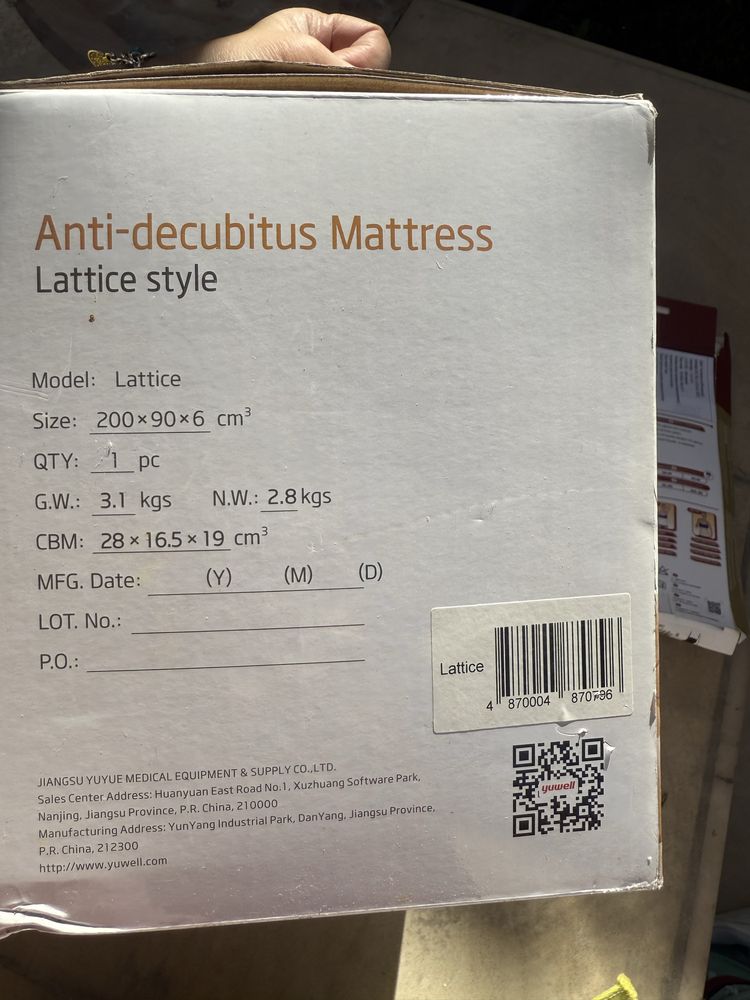 Anti-decubitus Mattress
Lattice style
Model: Lattice
Size: 200×90×6 cm³
QTY: 1 pc
G.W.: 3.1 kgs N.W.: 2.8 kgs
CBM: 28×16.5×19 cm³
MFG. Date: (Y) (M) (D)
LOT. No.:
P.O.:
Lattice
4 870004
JIANGSU YUYUE MEDICAL EQUIPMENT & SUPPLY CO.,LTD.
Sales Center Address: Huanyuan East Road No.1, Xuzhuang Software Park,
Nanjing, Jiangsu Province, P.R. China, 210000
Manufacturing Address: YunYang Industrial Park, DanYang, Jiangsu Province,
P.R. China, 212300
http://www.yuwell.com
yuwell